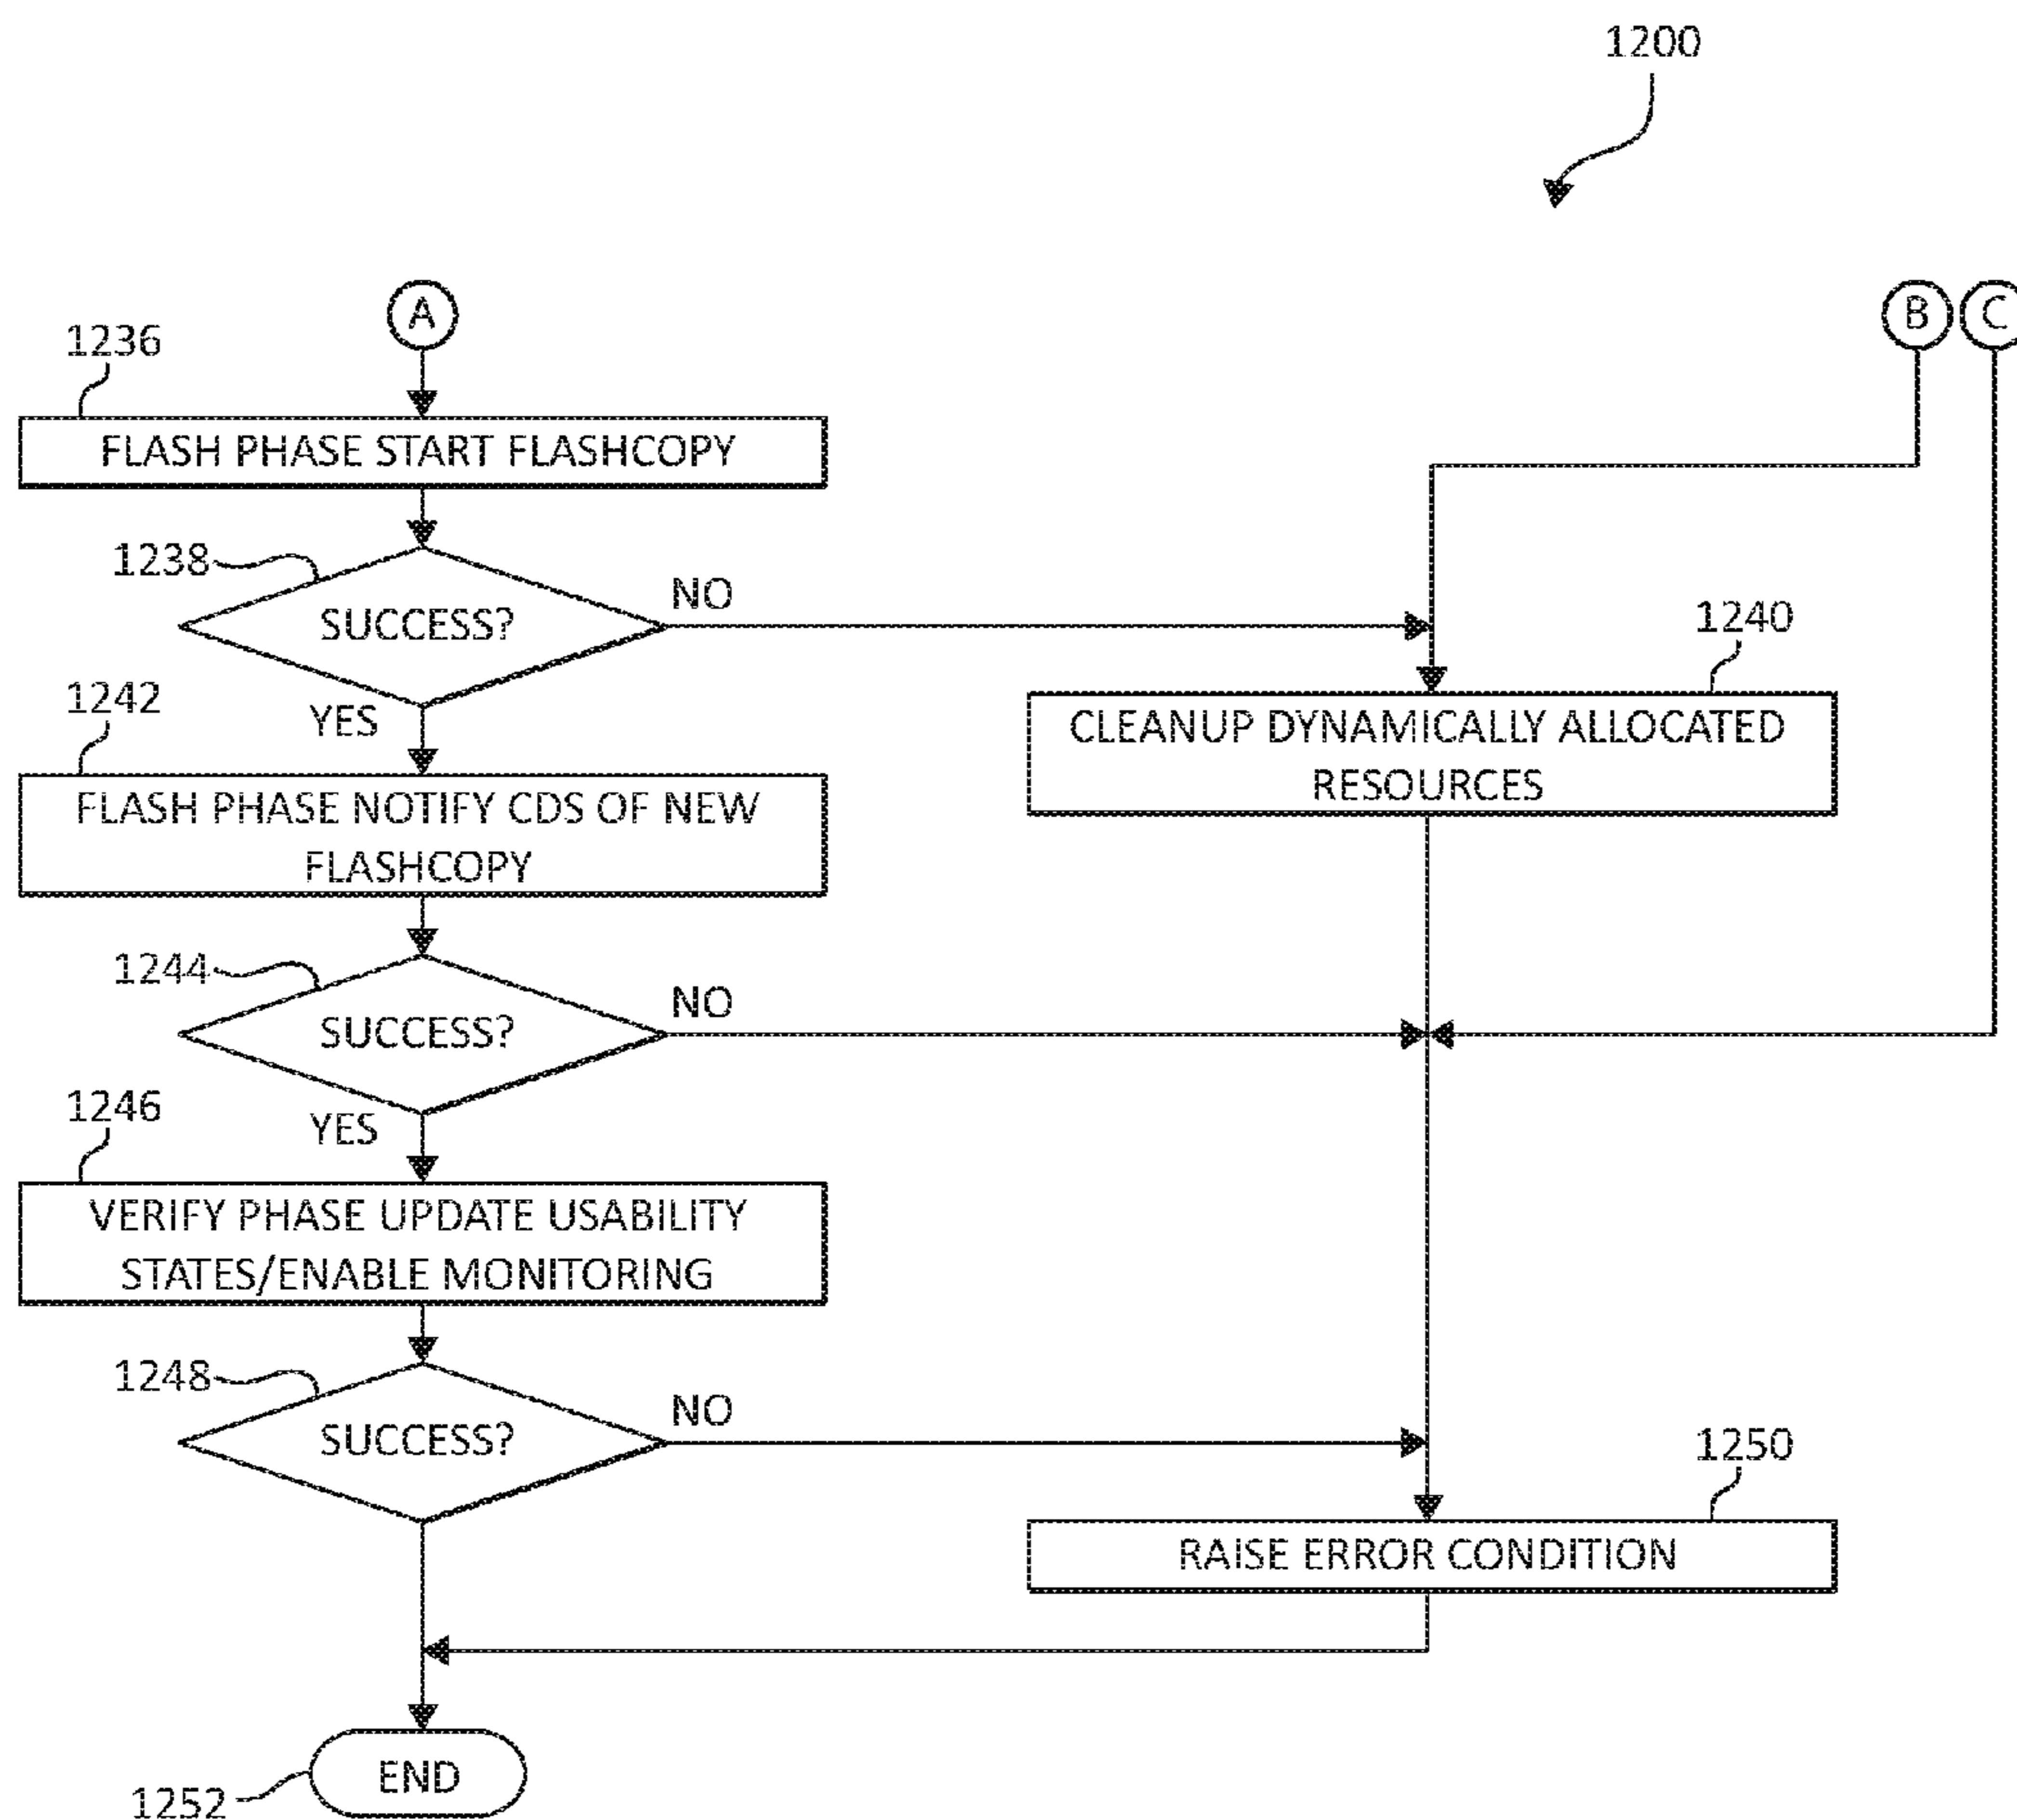 1200
A
B
C
1236
FLASH PHASE START FLASHCOPY
1238
SUCCESS?
NO
YES
1240
CLEANUP DYNAMICALLY ALLOCATED
RESOURCES
1242
FLASH PHASE NOTIFY CDS OF NEW
FLASHCOPY
1244
SUCCESS?
NO
YES
1246
VERIFY PHASE UPDATE USABILITY
STATES/ENABLE MONITORING
1248
SUCCESS?
NO
1250
RAISE ERROR CONDITION
END
1252